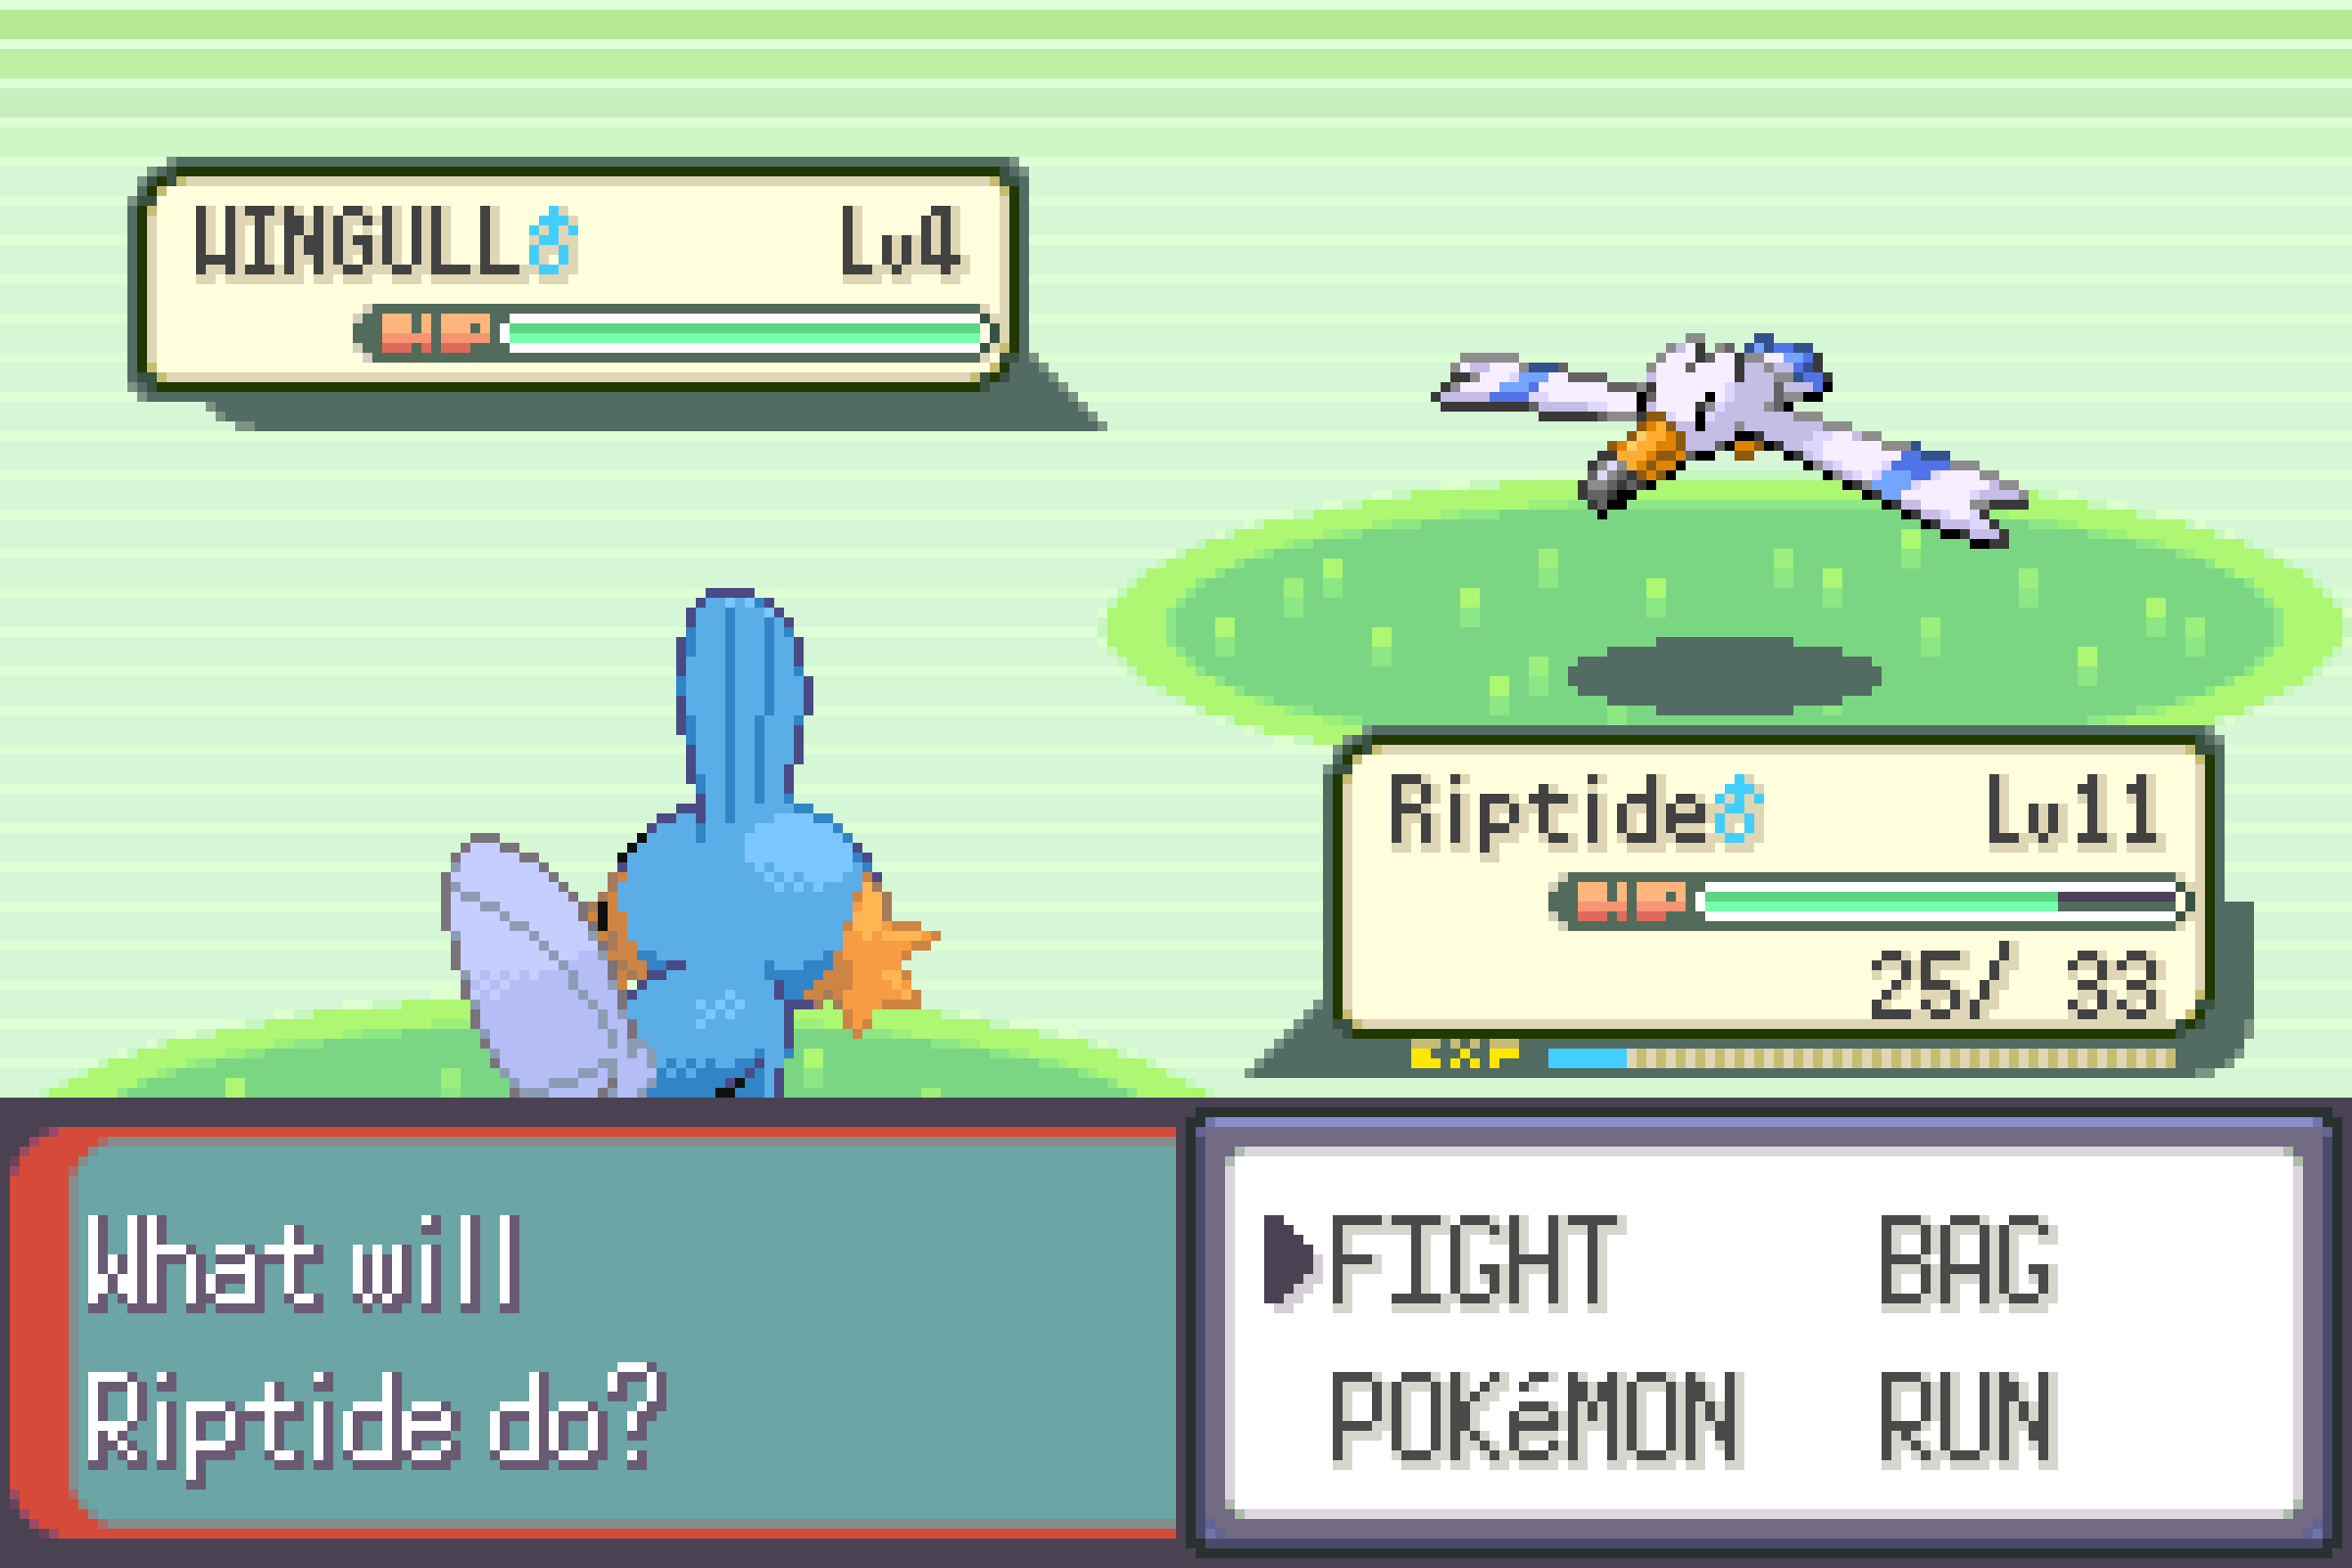 WINGULL♂ Lv4
HP
Riptide♂ Lv11
HP
25/ 33
EXP
What will
Riptide do?
FIGHT BAG
POKéMON RUN